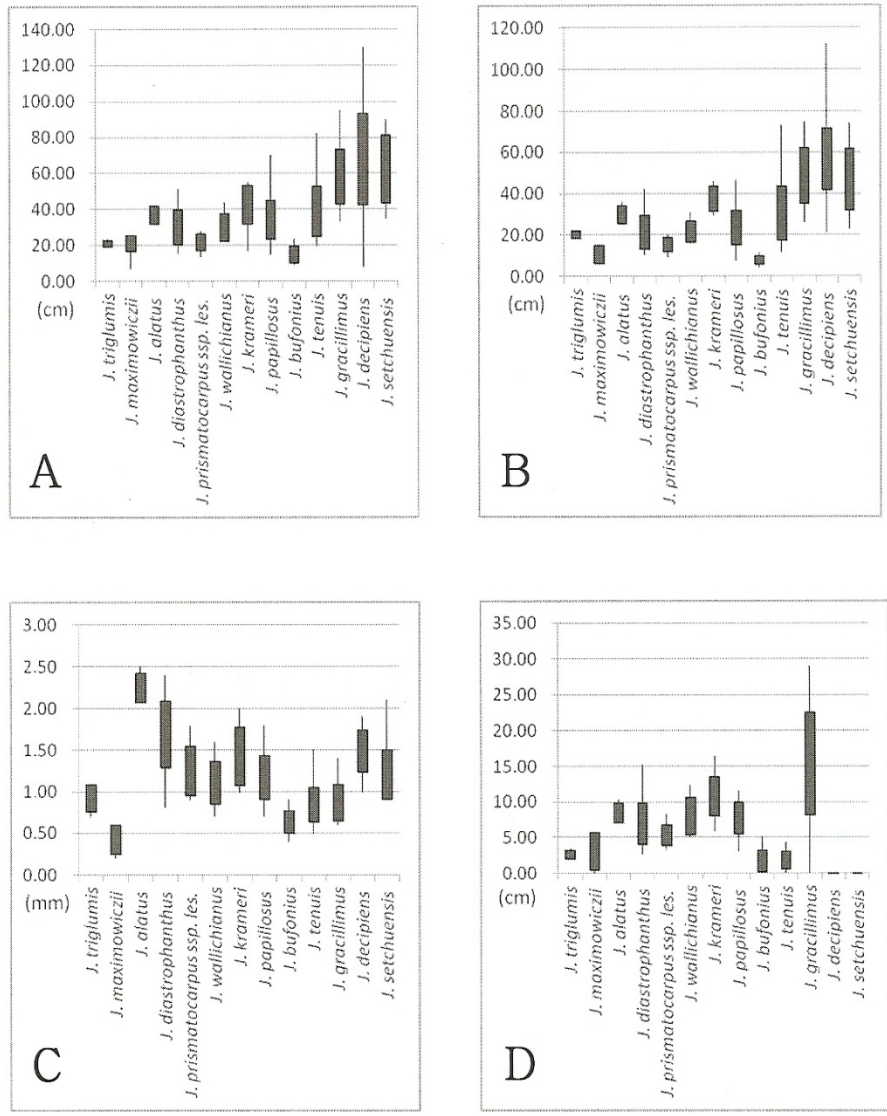 140.00
120.00
100.00
80.00
60.00
40.00
20.00
0.00
(cm)
J. triglumis
J. maximowiczii
J. alatus
J. diastrophanthus
J. prismatocarpus ssp. les.
J. wallichianus
J. krameri
J. papillosus
J. bufonius
J. tenuis
J. gracillimus
J. decipiens
J. setchuensis
A
120.00
100.00
80.00
60.00
40.00
20.00
0.00
(cm)
J. triglumis
J. maximowiczii
J. alatus
J. diastrophanthus
J. prismatocarpus ssp. les.
J. wallichianus
J. krameri
J. papillosus
J. bufonius
J. tenuis
J. gracillimus
J. decipiens
J. setchuensis
B
3.00
2.50
2.00
1.50
1.00
0.50
0.00
(mm)
J. triglumis
J. maximowiczii
J. alatus
J. diastrophanthus
J. prismatocarpus ssp. les.
J. wallichianus
J. krameri
J. papillosus
J. bufonius
J. tenuis
J. gracillimus
J. decipiens
J. setchuensis
C
35.00
30.00
25.00
20.00
15.00
10.00
5.00
0.00
(cm)
J. triglumis
J. maximowiczii
J. alatus
J. diastrophanthus
J. prismatocarpus ssp. les.
J. wallichianus
J. krameri
J. papillosus
J. bufonius
J. tenuis
J. gracillimus
J. decipiens
J. setchuensis
D